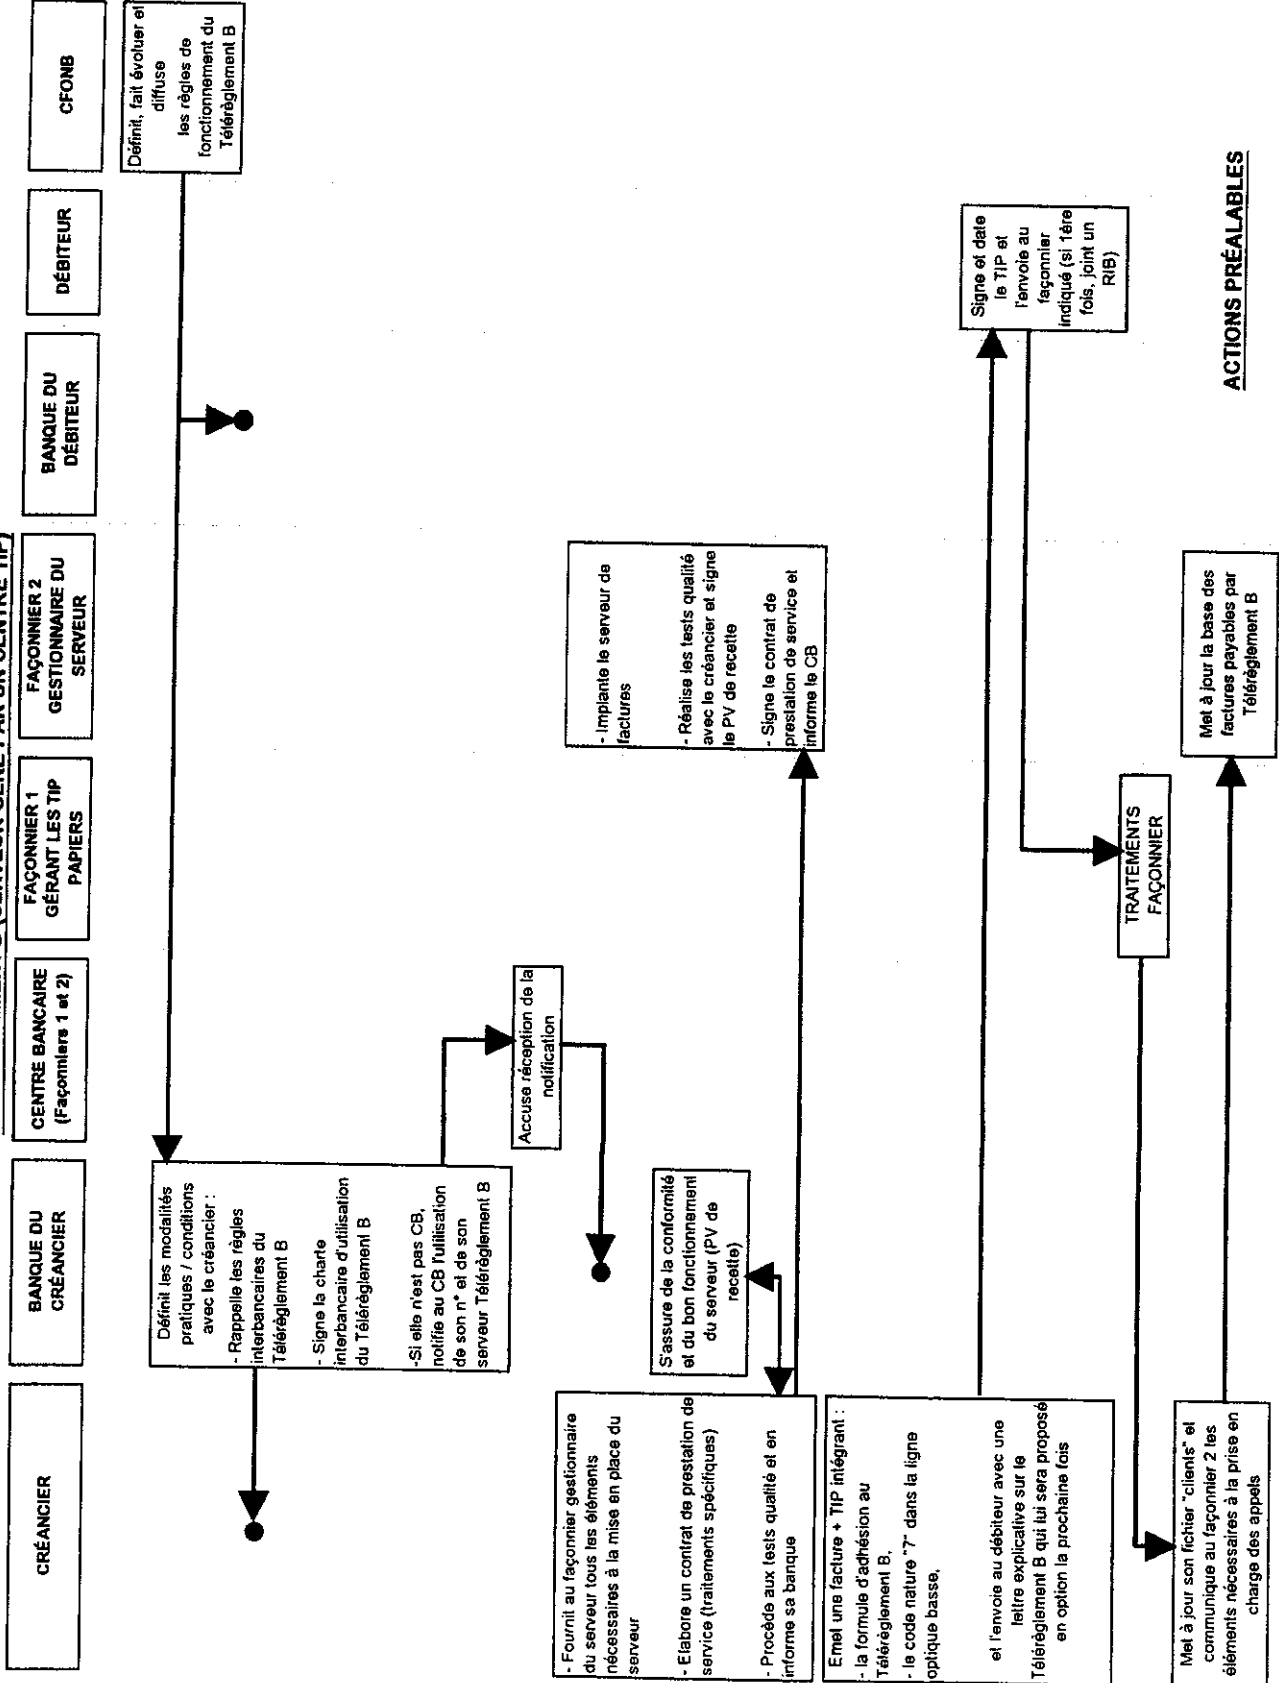 CRÉANCIER
BANQUE DU
CRÉANCIER
CENTRE BANCAIRE
(Façonniers 1 et 2)
FAÇONNIER 1
GÉRANT LES TIP
PAPIERS
FAÇONNIER 2
GESTIONNAIRE DU
SERVEUR
BANQUE DU
DÉBITEUR
DÉBITEUR
CFONB
Définit, fait évoluer et
diffuse
les règles de
fonctionnement du
Téléréglement B
Définit les modalités
pratiques / conditions
avec le créancier :
- Rappelle les règles
interbancaires du
Téléréglement B
- Signe la charte
interbancaire d'utilisation
du Téléréglement B
-Si elle n'est pas CB,
notifie au CB l'utilisation
de son n° et de son
serveur Téléréglement B
Accuse réception de la
notification
- Fournit au façonnier gestionnaire
du serveur tous les éléments
nécessaires à la mise en place du
serveur
- Elabore un contrat de prestation de
service (traitements spécifiques)
- Procède aux tests qualité et en
informe sa banque
S'assure de la conformité
et du bon fonctionnement
du serveur (PV de
recette)
- Implante le serveur de
factures
- Réalise les tests qualité
avec le créancier et signe
le PV de recette
- Signe le contrat de
prestation de service et
informe le CB
Emet une facture + TIP intégrant :
- la formule d'adhésion au
Téléréglement B,
- le code nature "7" dans la ligne
optique basse,
et l'envoie au débiteur avec une
lettre explicative sur le
Téléréglement B qui lui sera proposé
en option la prochaine fois
Signe et date
le TIP et
l'envoie au
façonnier
indiqué (si 1ère
fois, joint un
RIB)
TRAITEMENTS
FAÇONNIER
Met à jour son fichier "clients" et
communique au façonnier 2 les
éléments nécessaires à la prise en
charge des appels
Met à jour la base des
factures payables par
Téléréglement B
ACTIONS PRÉALABLES